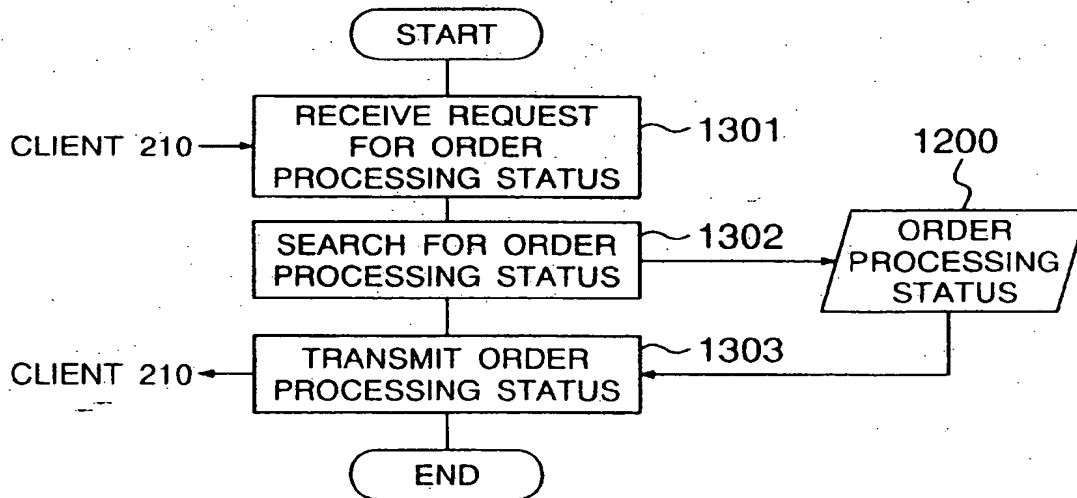 START
RECEIVE REQUEST
FOR ORDER
PROCESSING STATUS
1301
CLIENT 210
1200
SEARCH FOR ORDER
PROCESSING STATUS
1302
ORDER
PROCESSING
STATUS
TRANSMIT ORDER
PROCESSING STATUS
1303
CLIENT 210
END